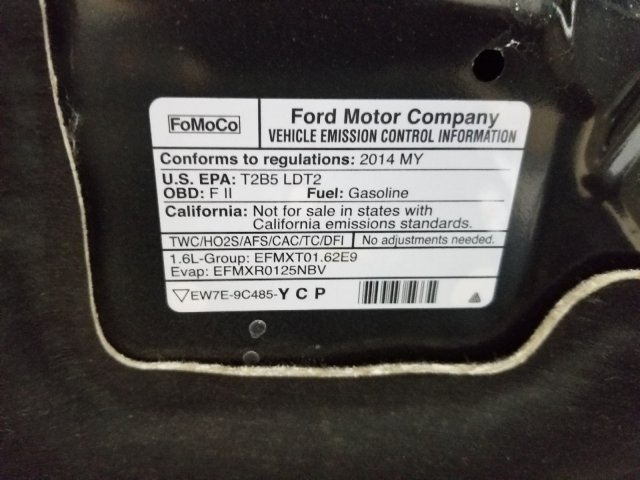 FoMoCo
Ford Motor Company
VEHICLE EMISSION CONTROL INFORMATION
Conforms to regulations: 2014 MY
U.S. EPA: T2B5 LDT2
OBD: F II Fuel: Gasoline
California: Not for sale in states with
California emissions standards.
TWC/HO2S/AFS/CAC/TC/DFI No adjustments needed.
1.6L-Group: EFMXT01.62E9
Evap: EFMXR0125NBV
EW7E-9C485-Y C P